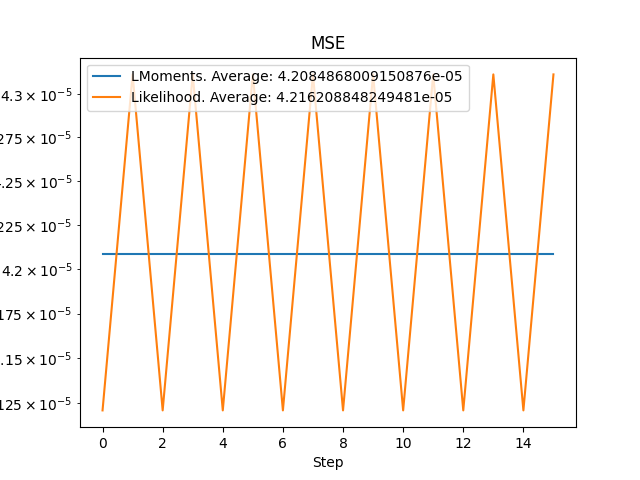 MSE
LMoments. Average: 4.2084868009150876e-05
Likelihood. Average: 4.216208848249481e-05
4.3 × 10⁻⁵
275 × 10⁻⁵
.25 × 10⁻⁵
225 × 10⁻⁵
4.2 × 10⁻⁵
175 × 10⁻⁵
.15 × 10⁻⁵
125 × 10⁻⁵
0 2 4 6 8 10 12 14
Step